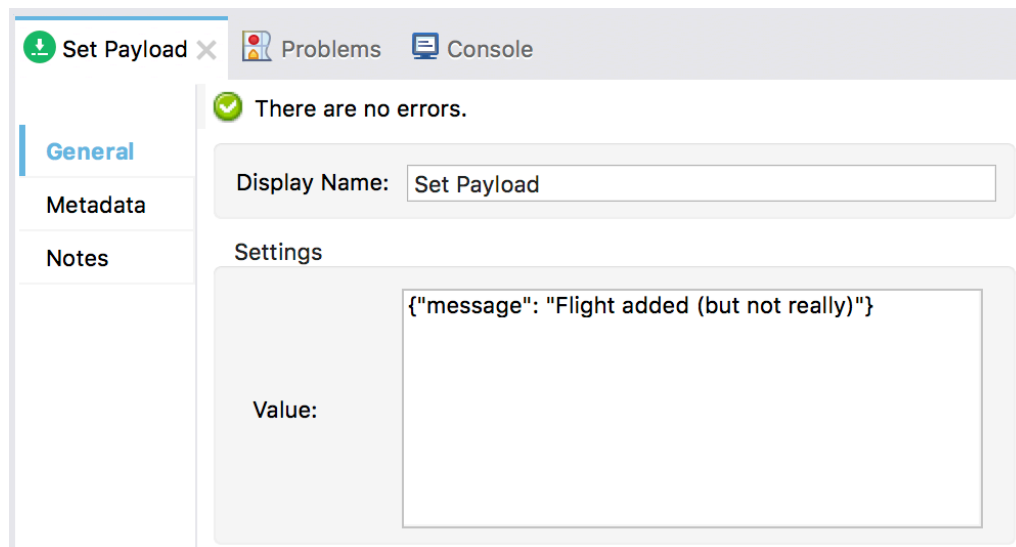 Set Payload Problems Console
There are no errors.
General
Display Name: Set Payload
Metadata
Settings
Notes
{"message": "Flight added (but not really)"}
Value: